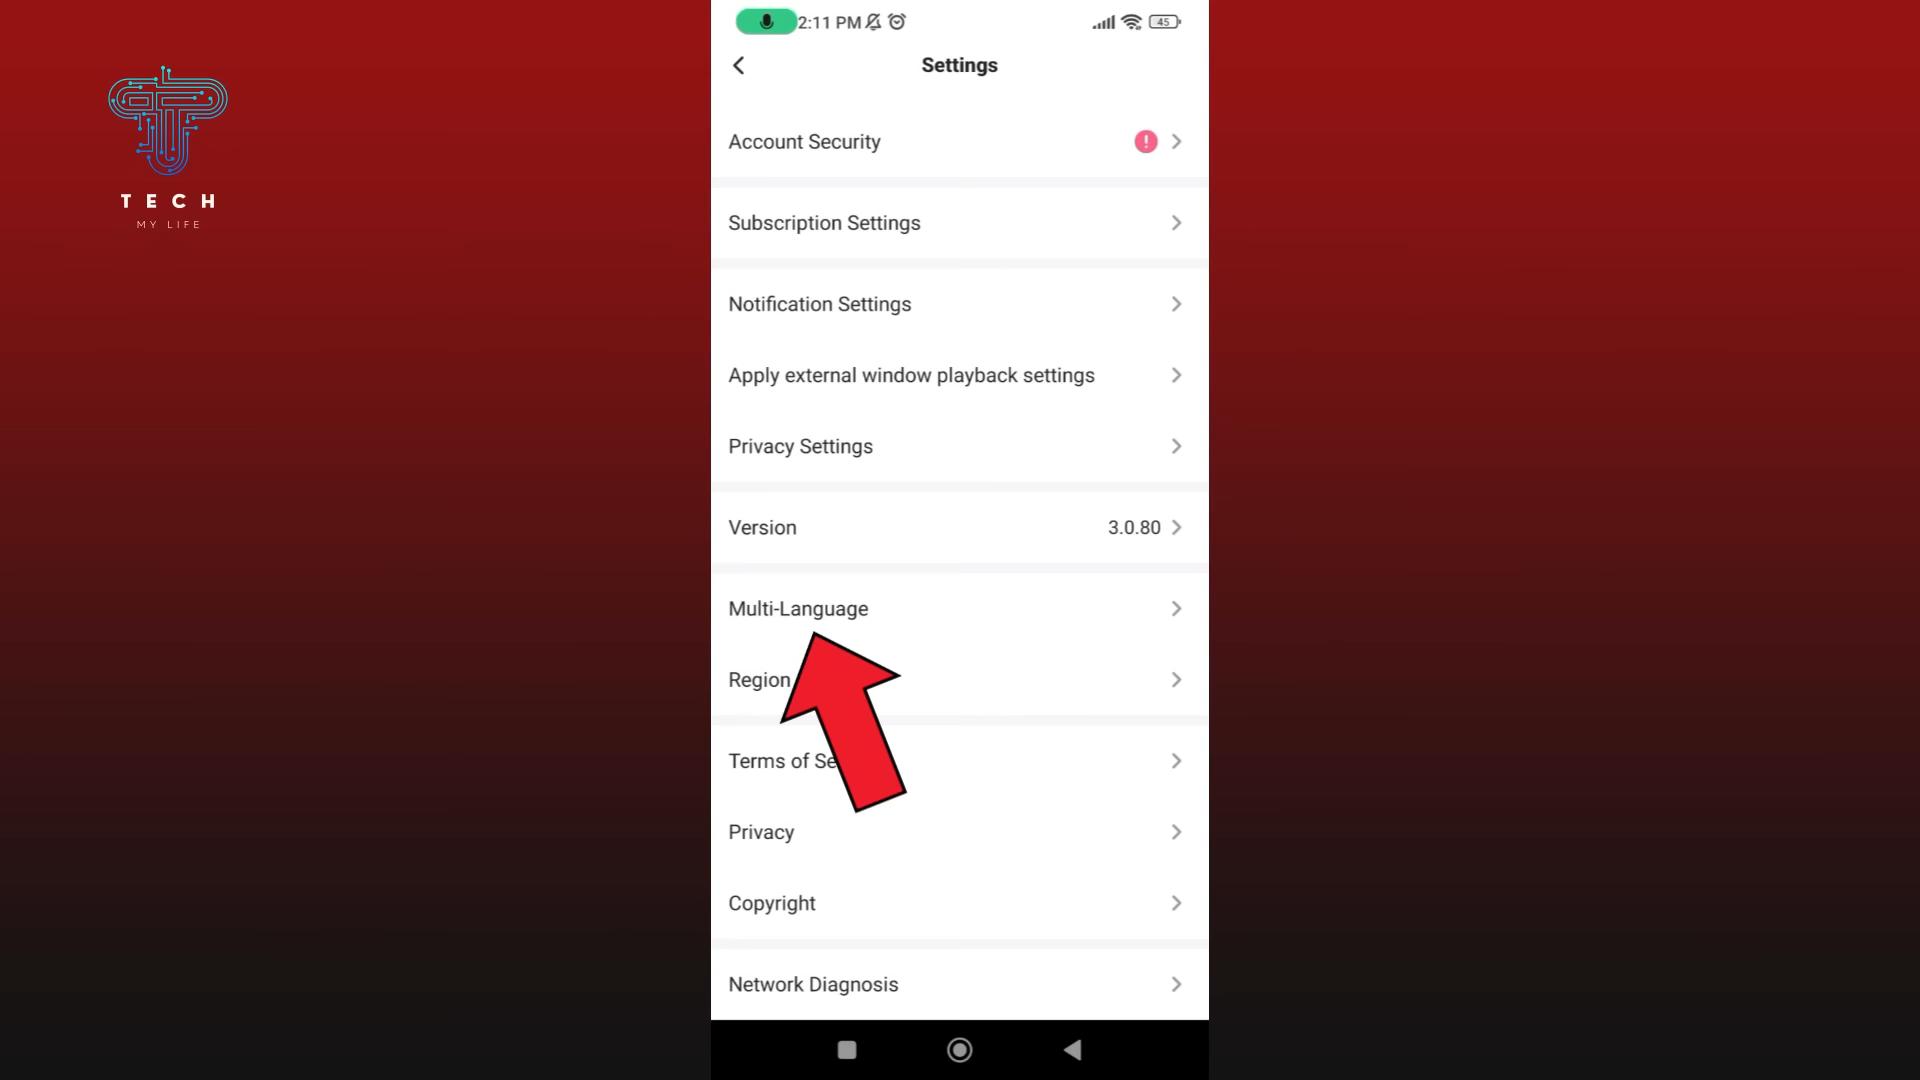 TECH
MY LIFE
2:11 PM
45
Settings
Account Security
Subscription Settings
Notification Settings
Apply external window playback settings
Privacy Settings
Version 3.0.80
Multi-Language
Region
Terms of Se
Privacy
Copyright
Network Diagnosis